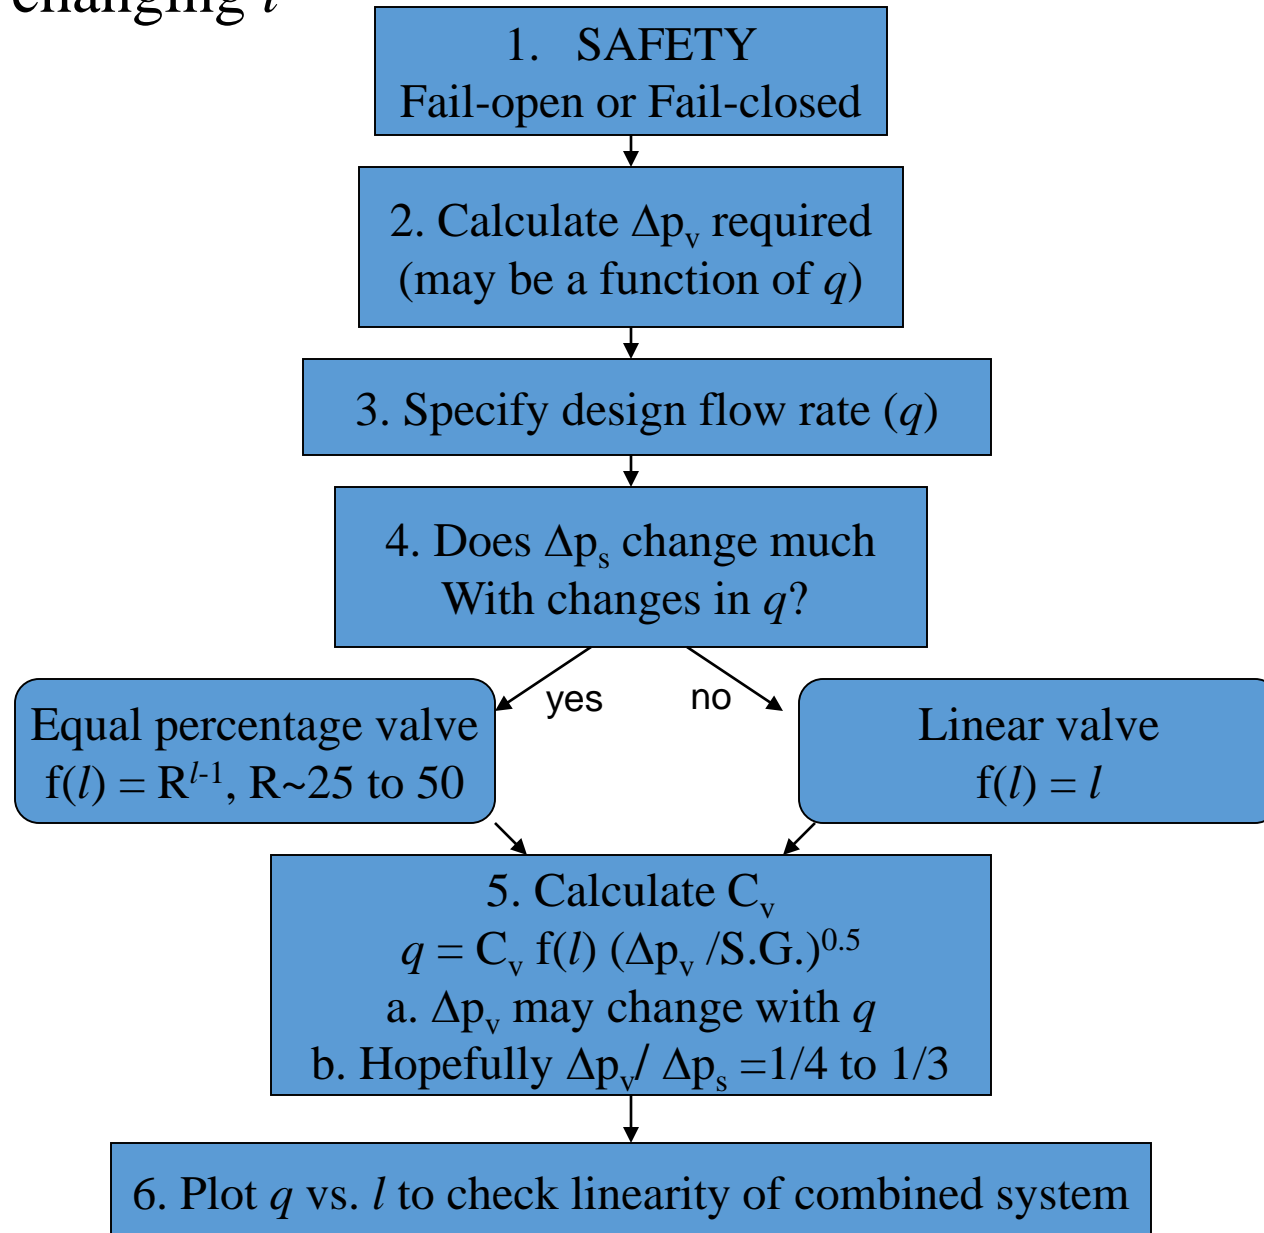 changing l
1. SAFETY
Fail-open or Fail-closed
2. Calculate Δpv required
(may be a function of q)
3. Specify design flow rate (q)
4. Does Δps change much
With changes in q?
yes
no
Equal percentage valve
f(l) = R^l-1, R~25 to 50
Linear valve
f(l) = l
5. Calculate Cv
q = Cv f(l) (Δpv /S.G.)^0.5
a. Δpv may change with q
b. Hopefully Δpv/ Δps =1/4 to 1/3
6. Plot q vs. l to check linearity of combined system